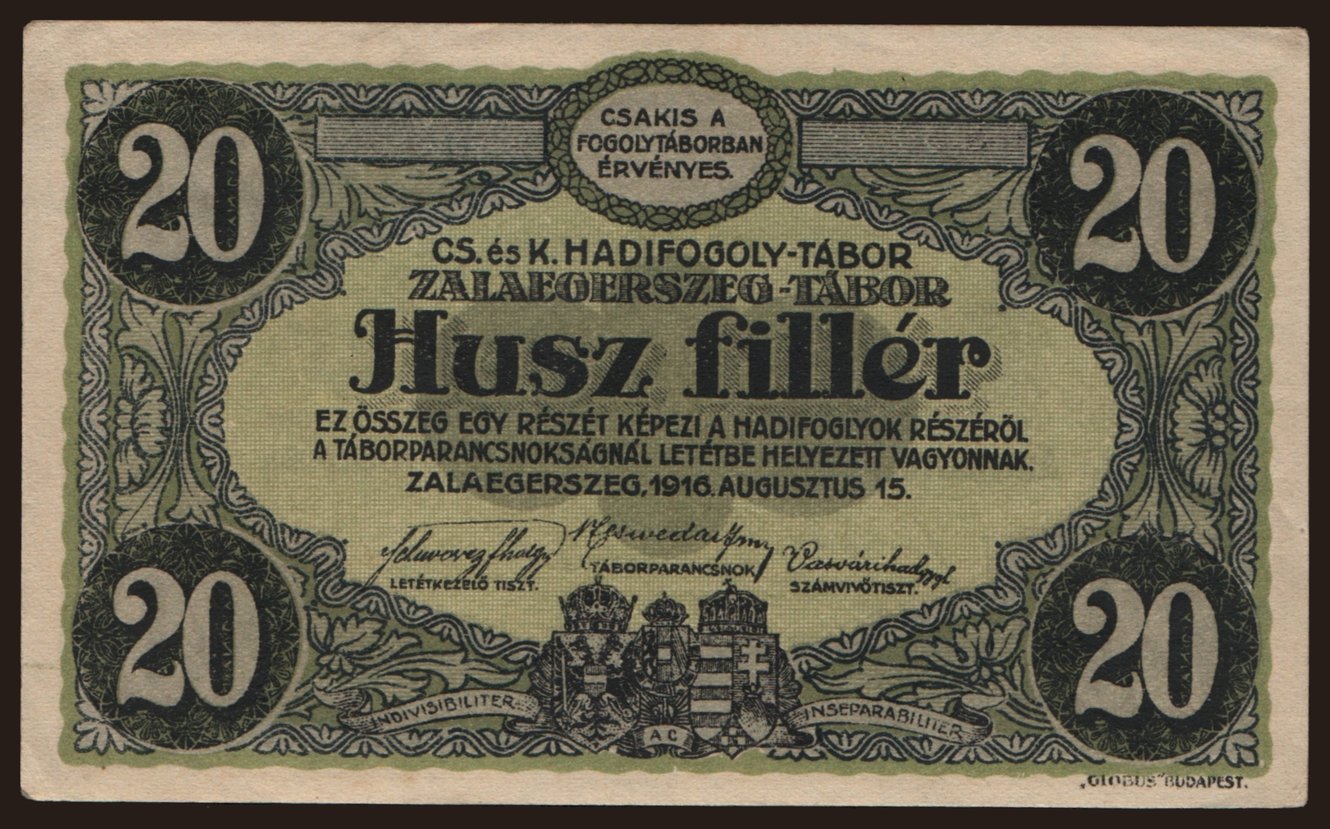 20
CSAKIS A
FOGOLYTÁBORBAN
ÉRVÉNYES.
20
CS. és K. HADIFOGOLY-TÁBOR
ZALAEGERSZEG-TÁBOR
Husz fillér
EZ ÖSSZEG EGY RÉSZÉT KÉPEZI A HADIFOGLYOK RÉSZÉRŐL
A TÁBORPARANCSNOKSÁGNÁL LETÉTBE HELYEZETT VAGYONNAK.
ZALAEGERSZEG, 1916. AUGUSZTUS 15.
LETÉTKEZELŐ TISZT.
TÁBORPARANCSNOK
SZÁMVIVŐTISZT.
20
INDIVISIBILITER
A C
INSEPARABILITER
20
„GLOBUS" BUDAPEST.